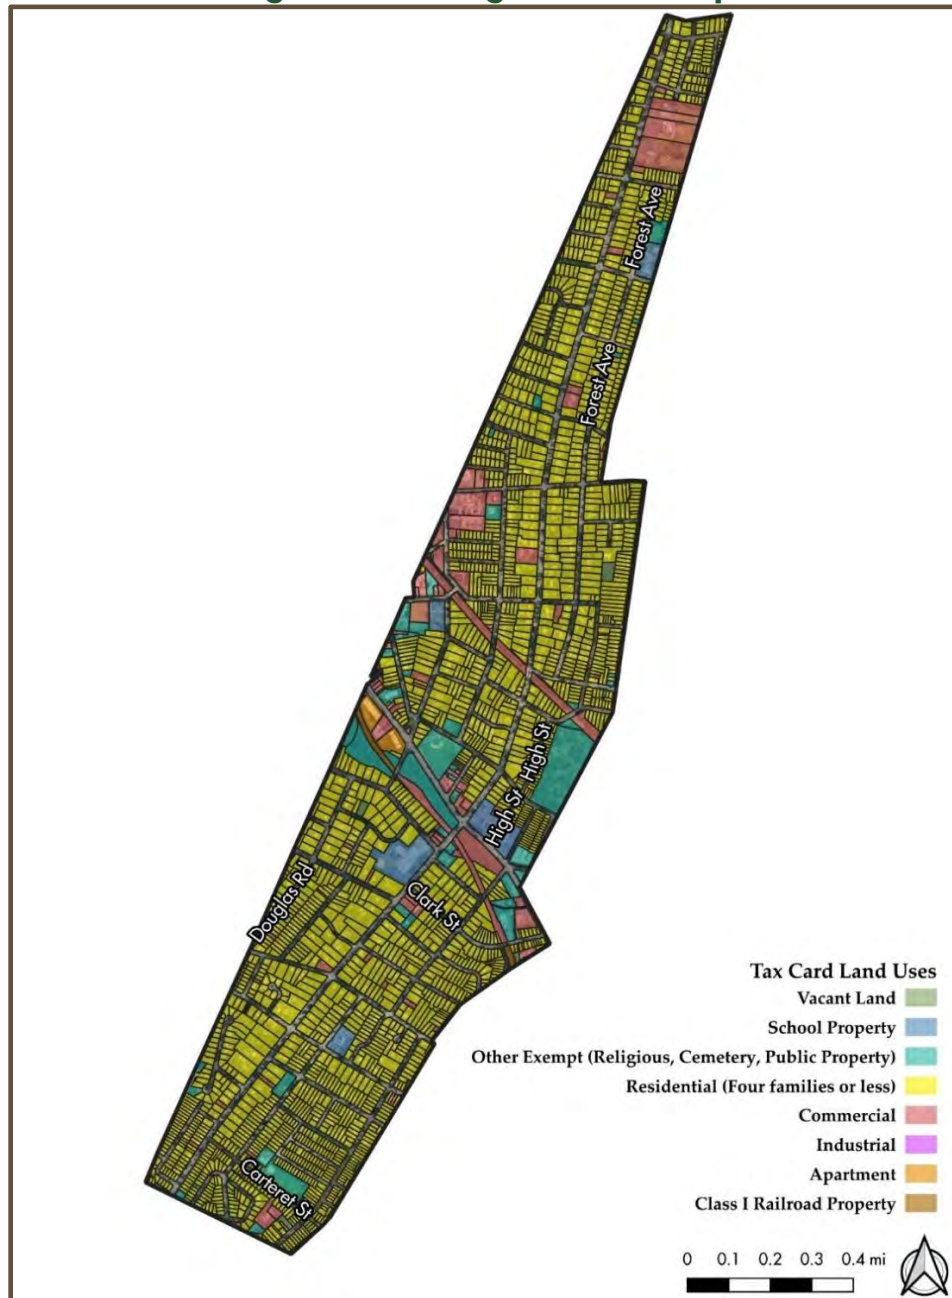 Forest Ave
Forest Ave
High St
High St
Clark St
Douglas Rd
Carteret St
Tax Card Land Uses
Vacant Land
School Property
Other Exempt (Religious, Cemetery, Public Property)
Residential (Four families or less)
Commercial
Industrial
Apartment
Class I Railroad Property
0 0.1 0.2 0.3 0.4 mi